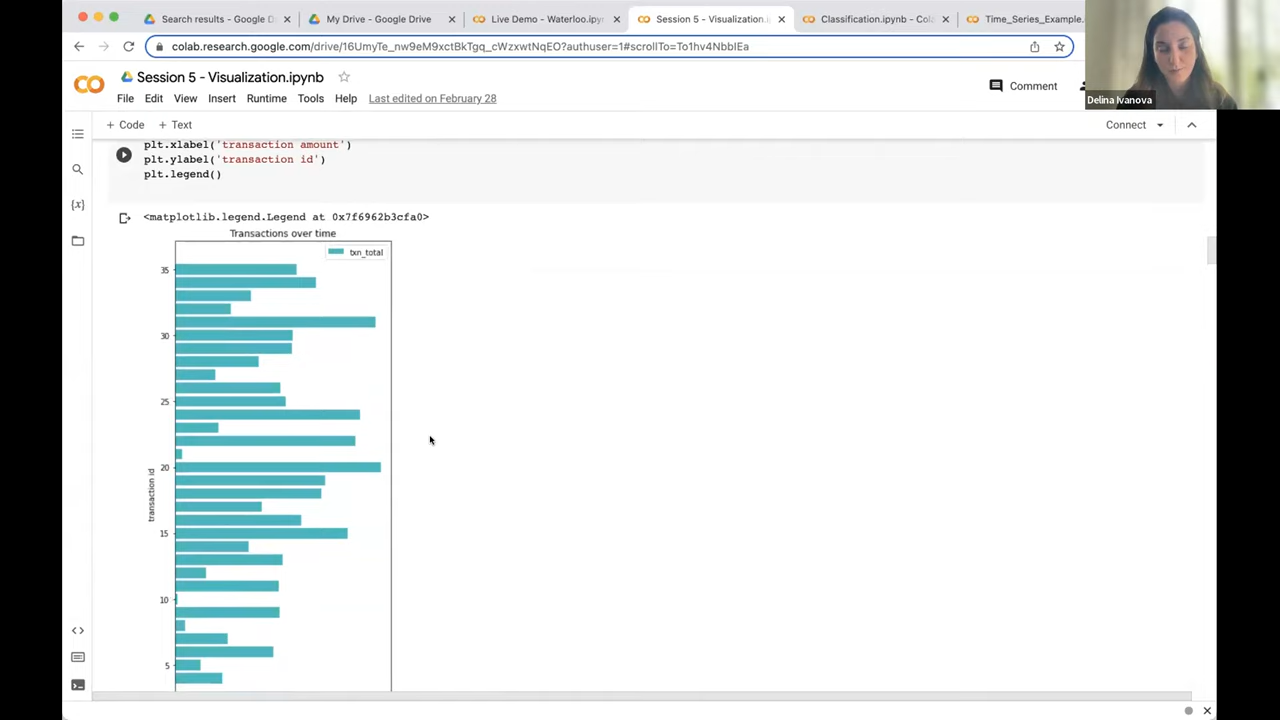 Search results - Google D
My Drive - Google Drive
Live Demo - Waterloo.ipyn
Session 5 - Visualization.i
Classification.ipynb - Col
Time_Series_Example.
colab.research.google.com/drive/16UmyTe_nw9eM9xctBkTgq_cWzxwtNqEO?authuser=1#scrollTo=To1hv4NbbIEa
Session 5 - Visualization.ipynb
File Edit View Insert Runtime Tools Help Last edited on February 28
Comment
Delina Ivanova
+ Code + Text
Connect
plt.xlabel('transaction amount')
plt.ylabel('transaction id')
plt.legend()
<matplotlib.legend.Legend at 0x7f6962b3cfa0>
Transactions over time
txn_total
35
30
25
20
15
10
5
transaction id